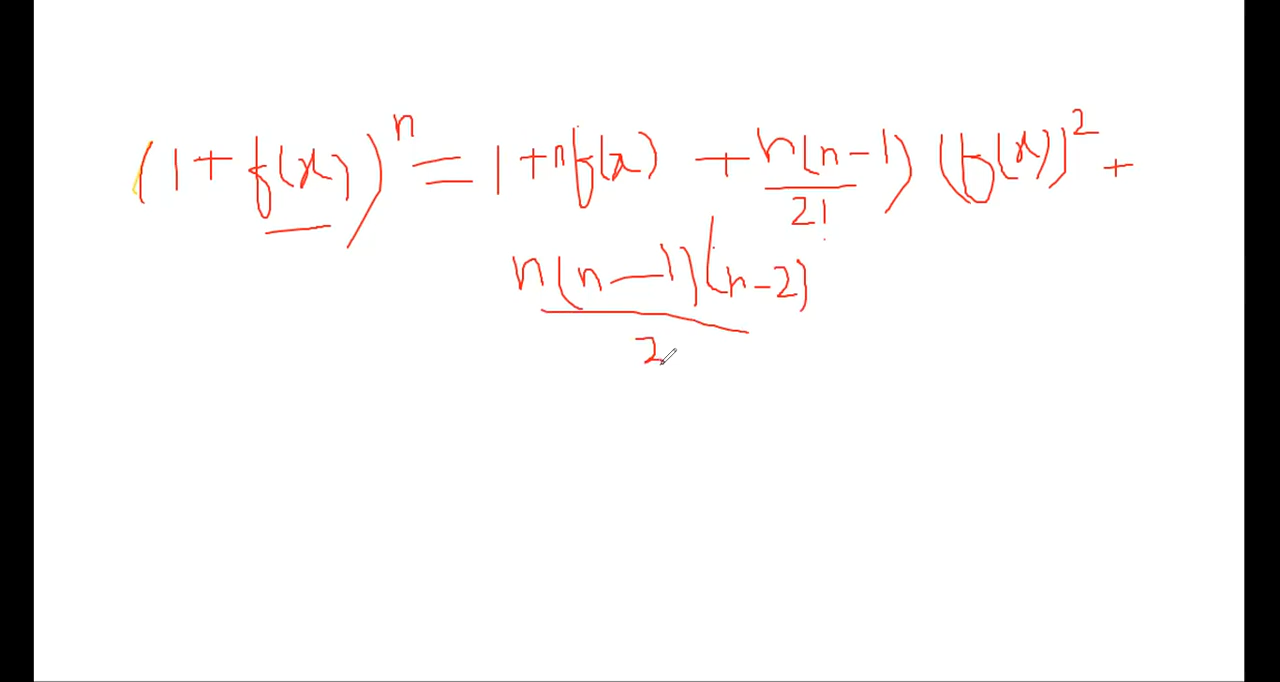 (1+f(x))^n = 1+nf(x) + n(n-1)/2! (f(x))^2 +
n(n-1)(n-2)/2